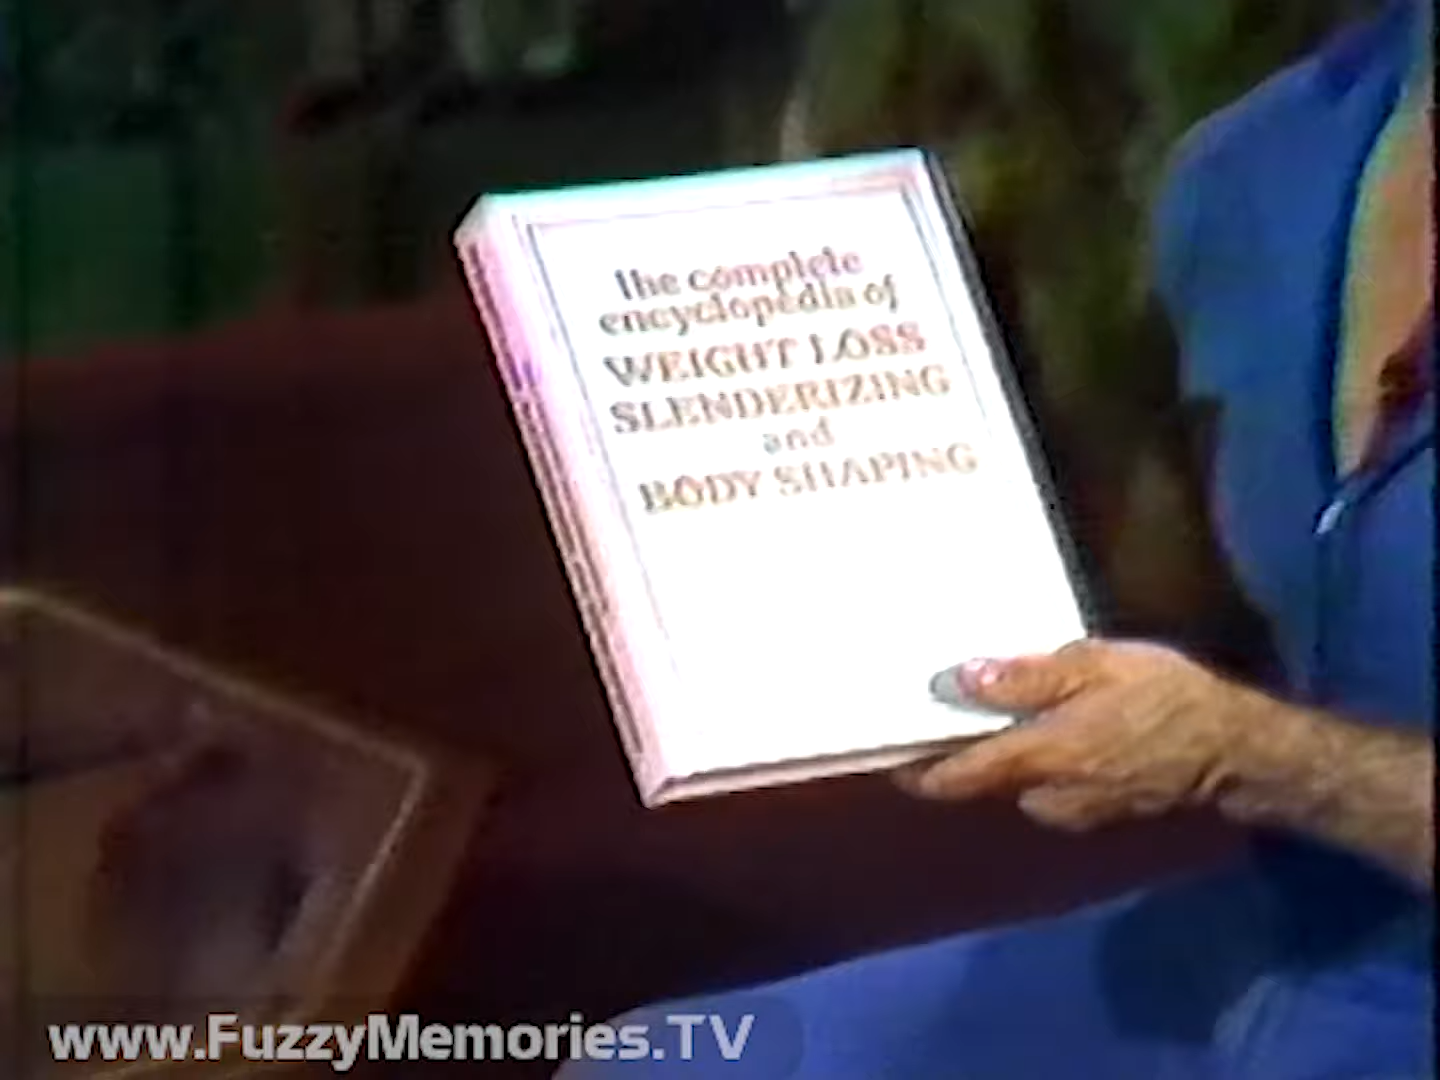 the complete
encyclopedia of
WEIGHT LOSS
SLENDERIZING
and
BODY SHAPING
www.FuzzyMemories.TV